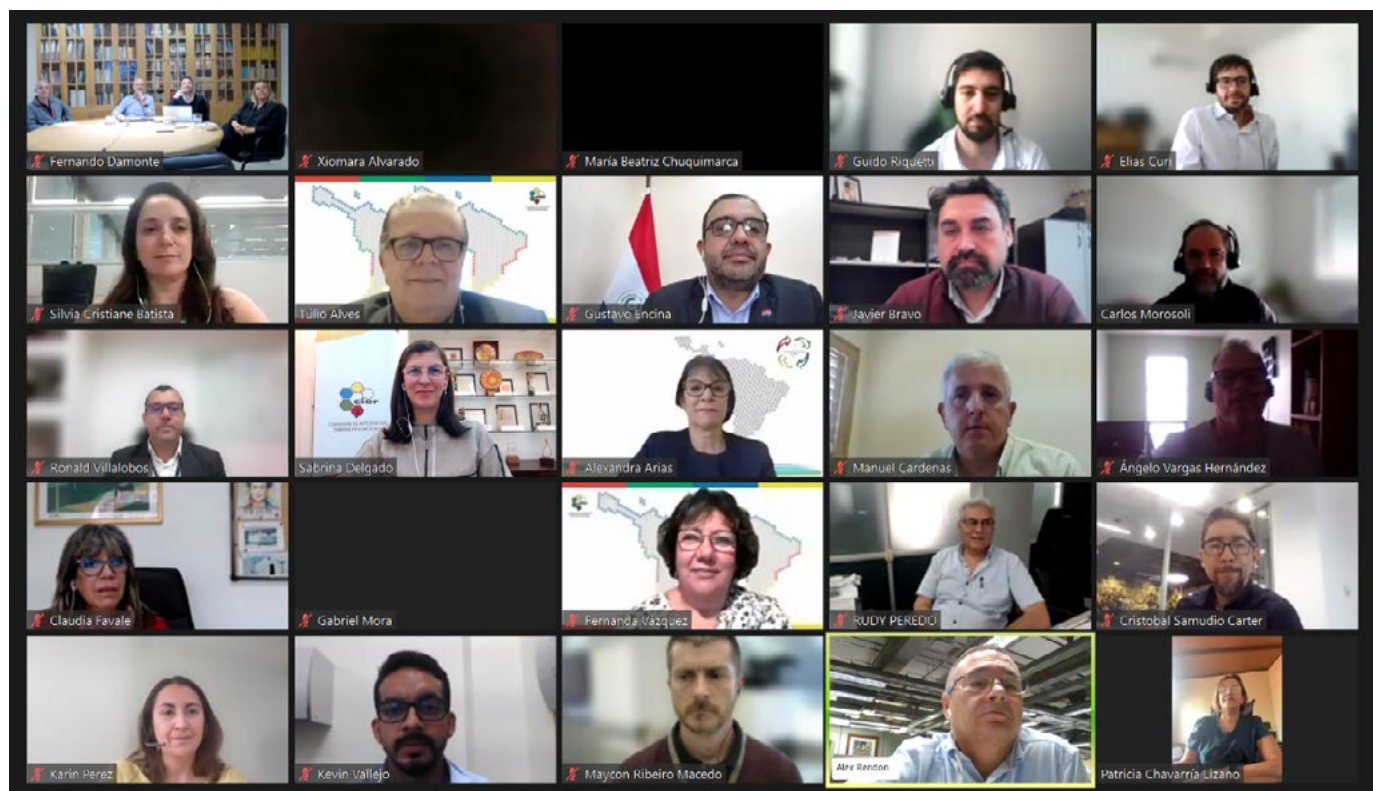 Fernando Damonte
Xiomara Alvarado
María Beatriz Chuquimarca
Guido Riquetti
Elias Curi
Silvia Cristiane Batista
Túlio Alves
Gustavo Encina
Javier Bravo
Carlos Morosoli
Ronald Villalobos
cier
Sabrina Delgado
Alexandra Arias
Manuel Cardenas
Ángelo Vargas Hernández
Claudia Favale
Gabriel Mora
Fernanda Vázquez
RUDY PEREDO
Cristobal Samudio Carter
Karin Perez
Kevin Vallejo
Maycon Ribeiro Macedo
Alex Rendon
Patricia Chavarría Lizano